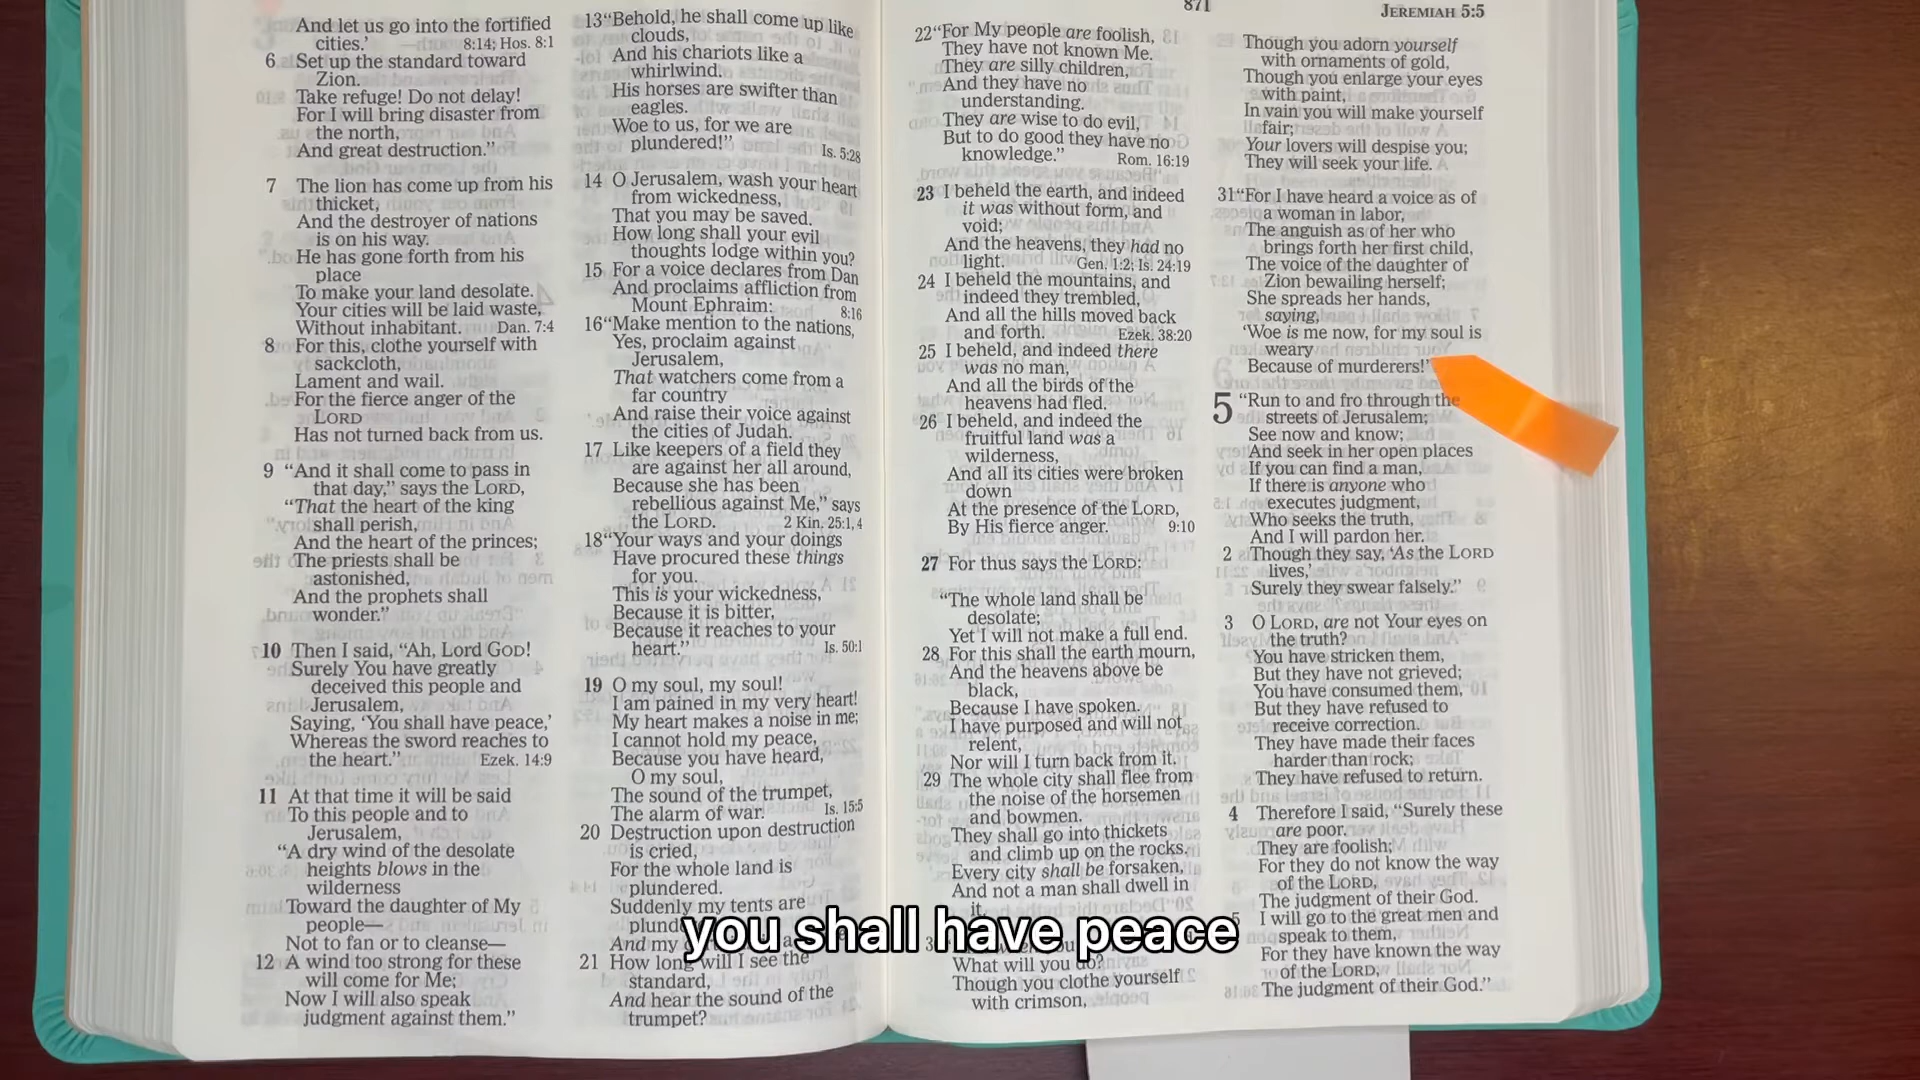 And let us go into the fortified
cities.’ 8:14; Hos. 8:1
6 Set up the standard toward
Zion.
Take refuge! Do not delay!
For I will bring disaster from
the north,
And great destruction.”
7 The lion has come up from his
thicket,
And the destroyer of nations
is on his way.
He has gone forth from his
place
To make your land desolate.
Your cities will be laid waste,
Without inhabitant. Dan. 7:4
8 For this, clothe yourself with
sackcloth,
Lament and wail.
For the fierce anger of the
LORD
Has not turned back from us.
9 “And it shall come to pass in
that day,” says the LORD,
“That the heart of the king
shall perish,
And the heart of the princes;
The priests shall be
astonished,
And the prophets shall
wonder.”
10 Then I said, “Ah, Lord GOD!
Surely You have greatly
deceived this people and
Jerusalem,
Saying, ‘You shall have peace,’
Whereas the sword reaches to
the heart.” Ezek. 14:9
11 At that time it will be said
To this people and to
Jerusalem,
“A dry wind of the desolate
heights blows in the
wilderness
Toward the daughter of My
people—
Not to fan or to cleanse—
12 A wind too strong for these
will come for Me;
Now I will also speak
judgment against them.”
13 “Behold, he shall come up like
clouds,
And his chariots like a
whirlwind.
His horses are swifter than
eagles.
Woe to us, for we are
plundered!” Is. 5:28
14 O Jerusalem, wash your heart
from wickedness,
That you may be saved.
How long shall your evil
thoughts lodge within you?
15 For a voice declares from Dan
And proclaims affliction from
Mount Ephraim: 8:16
16 “Make mention to the nations,
Yes, proclaim against
Jerusalem,
That watchers come from a
far country
And raise their voice against
the cities of Judah.
17 Like keepers of a field they
are against her all around,
Because she has been
rebellious against Me,” says
the LORD. 2 Kin. 25:1, 4
18 “Your ways and your doings
Have procured these things
for you.
This is your wickedness,
Because it is bitter,
Because it reaches to your
heart.” Is. 50:1
19 O my soul, my soul!
I am pained in my very heart!
My heart makes a noise in me;
I cannot hold my peace,
Because you have heard,
O my soul,
The sound of the trumpet,
The alarm of war. Is. 15:5
20 Destruction upon destruction
is cried,
For the whole land is
plundered.
Suddenly my tents are
And my
21 How long will I see the
standard,
And hear the sound of the
trumpet?
871
JEREMIAH 5:5
22 “For My people are foolish,
They have not known Me.
They are silly children,
And they have no
understanding.
They are wise to do evil,
But to do good they have no
knowledge.” Rom. 16:19
23 I beheld the earth, and indeed
it was without form, and
void;
And the heavens, they had no
light. Gen. 1:2; Is. 24:19
24 I beheld the mountains, and
indeed they trembled,
And all the hills moved back
and forth. Ezek. 38:20
25 I beheld, and indeed there
was no man,
And all the birds of the
heavens had fled.
26 I beheld, and indeed the
fruitful land was a
wilderness,
And all its cities were broken
down
At the presence of the LORD,
By His fierce anger. 9:10
27 For thus says the LORD:
“The whole land shall be
desolate;
Yet I will not make a full end.
28 For this shall the earth mourn,
And the heavens above be
black,
Because I have spoken.
I have purposed and will not
relent,
Nor will I turn back from it.
29 The whole city shall flee from
the noise of the horsemen
and bowmen.
They shall go into thickets
and climb up on the rocks.
Every city shall be forsaken,
And not a man shall dwell in
it.
What will you do?
Though you clothe yourself
with crimson,
Though you adorn yourself
with ornaments of gold,
Though you enlarge your eyes
with paint,
In vain you will make yourself
fair;
Your lovers will despise you;
They will seek your life.
31 “For I have heard a voice as of
a woman in labor,
The anguish as of her who
brings forth her first child,
The voice of the daughter of
Zion bewailing herself;
She spreads her hands,
saying,
‘Woe is me now, for my soul is
weary
Because of murderers!’
5 “Run to and fro through the
streets of Jerusalem;
See now and know;
And seek in her open places
If you can find a man,
If there is anyone who
executes judgment,
Who seeks the truth,
And I will pardon her.
2 Though they say, ‘As the LORD
lives,’
Surely they swear falsely.”
3 O LORD, are not Your eyes on
the truth?
You have stricken them,
But they have not grieved;
You have consumed them,
But they have refused to
receive correction.
They have made their faces
harder than rock;
They have refused to return.
4 Therefore I said, “Surely these
are poor.
They are foolish;
For they do not know the way
of the LORD,
The judgment of their God.
5 I will go to the great men and
speak to them,
For they have known the way
of the LORD,
The judgment of their God.”
you shall have peace